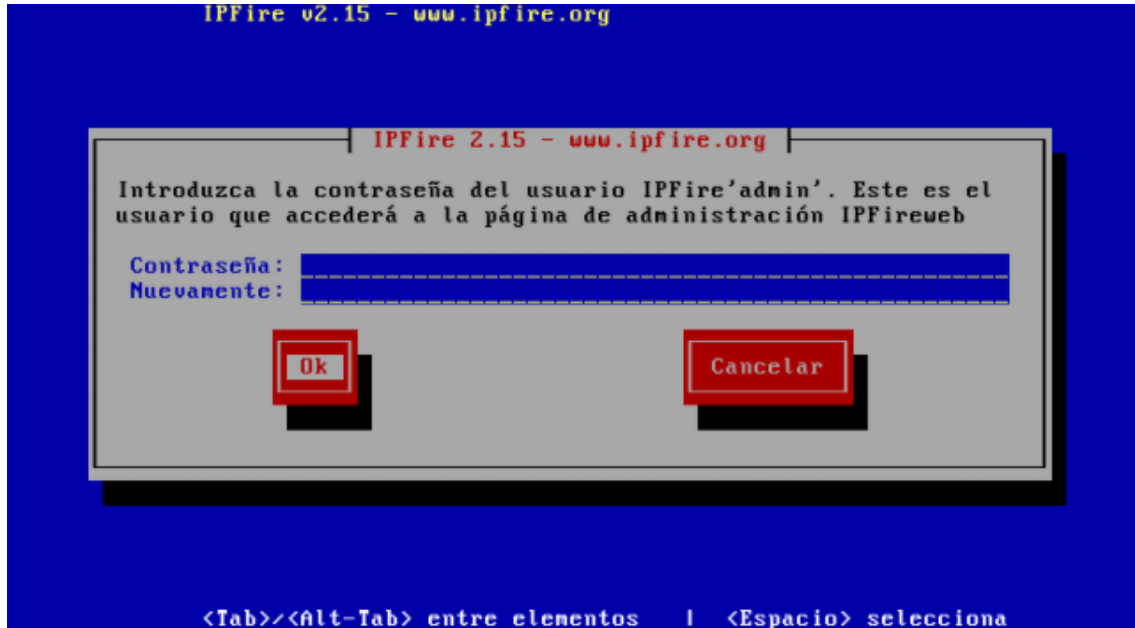 IPFire v2.15 - www.ipfire.org
IPFire 2.15 - www.ipfire.org
Introduzca la contraseña del usuario IPFire'admin'. Este es el
usuario que accederá a la página de administración IPFireweb
Contraseña:
Nuevamente:
Ok Cancelar
<Tab>/<Alt-Tab> entre elementos | <Espacio> selecciona